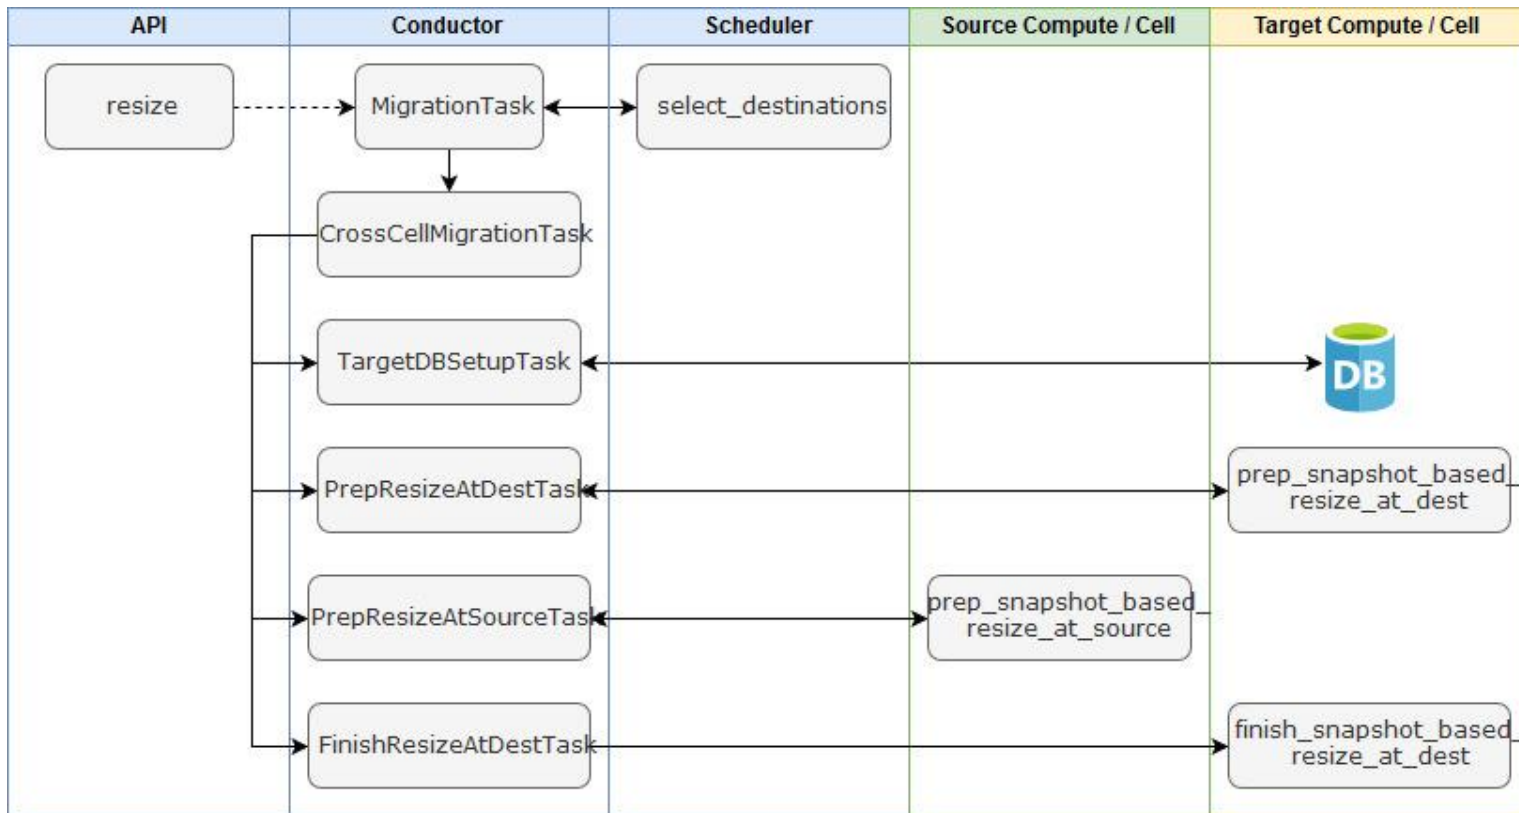 API
Conductor
Scheduler
Source Compute / Cell
Target Compute / Cell
resize
MigrationTask
select_destinations
CrossCellMigrationTask
TargetDBSetupTask
DB
PrepResizeAtDestTask
prep_snapshot_based_
resize_at_dest
PrepResizeAtSourceTask
prep_snapshot_based_
resize_at_source
FinishResizeAtDestTask
finish_snapshot_based_
resize_at_dest